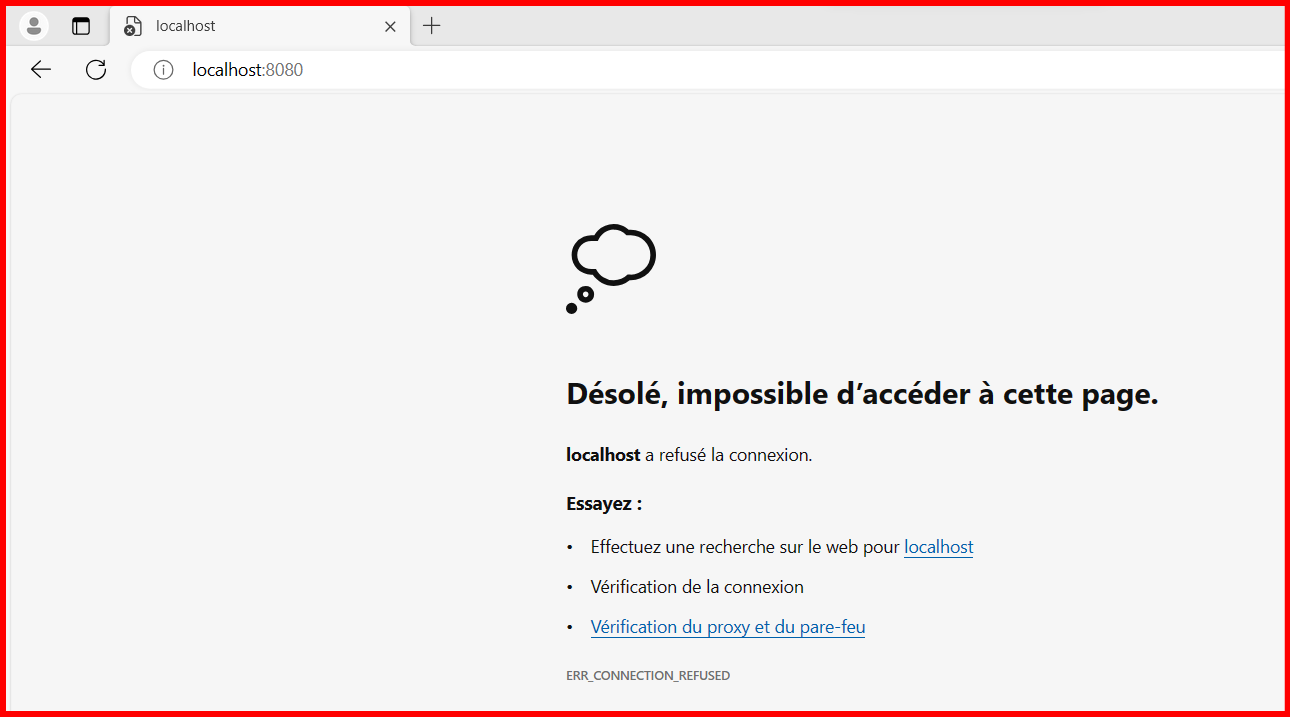 localhost
localhost:8080
Désolé, impossible d’accéder à cette page.
localhost a refusé la connexion.
Essayez :
• Effectuez une recherche sur le web pour localhost
• Vérification de la connexion
• Vérification du proxy et du pare-feu
ERR_CONNECTION_REFUSED